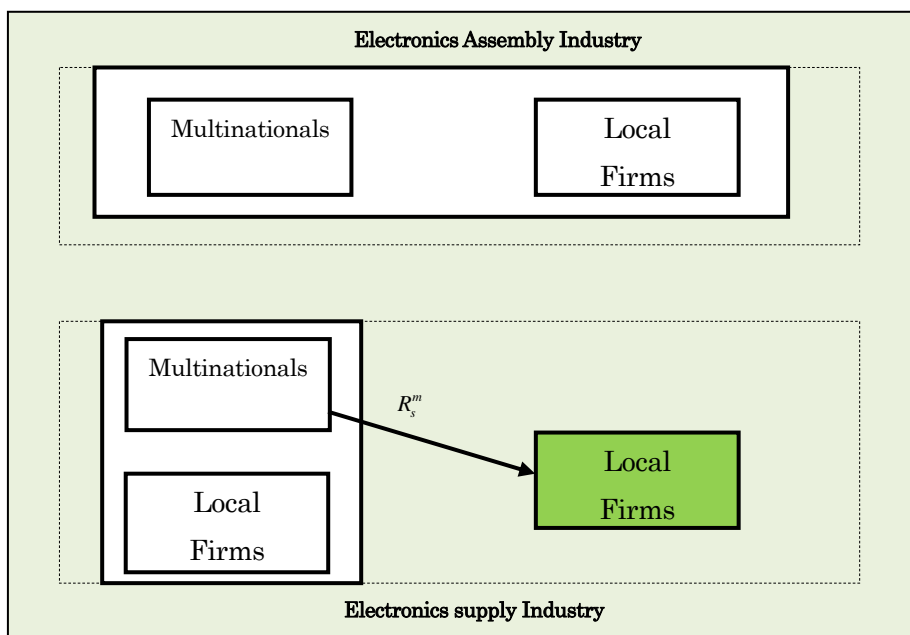 Electronics Assembly Industry
Multinationals
Local
Firms
Multinationals
R_s^m
Local
Firms
Local
Firms
Electronics supply Industry